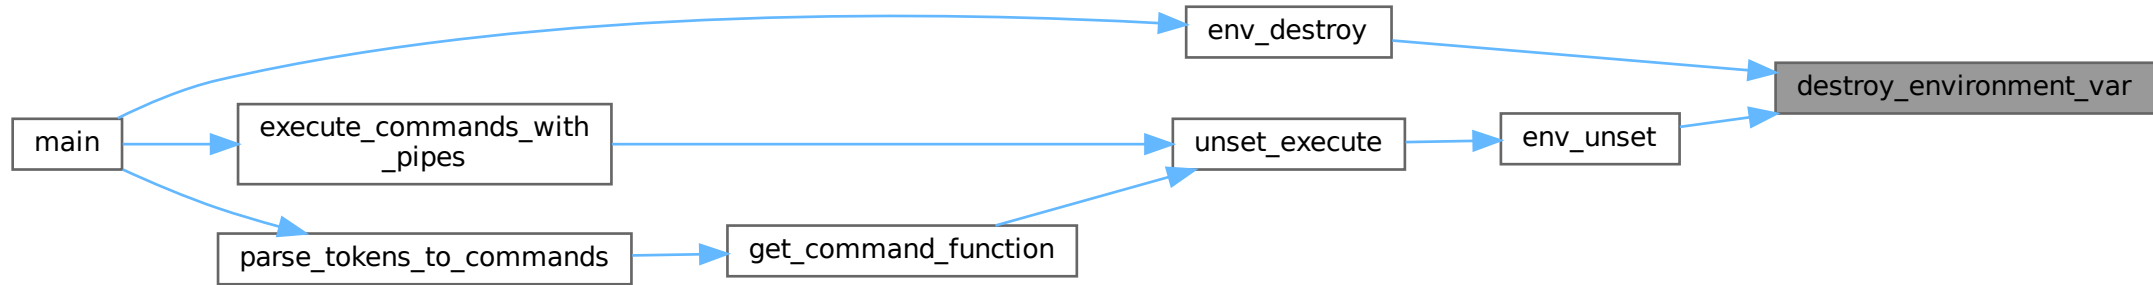 env_destroy
destroy_environment_var
main
execute_commands_with
_pipes
unset_execute
env_unset
parse_tokens_to_commands
get_command_function